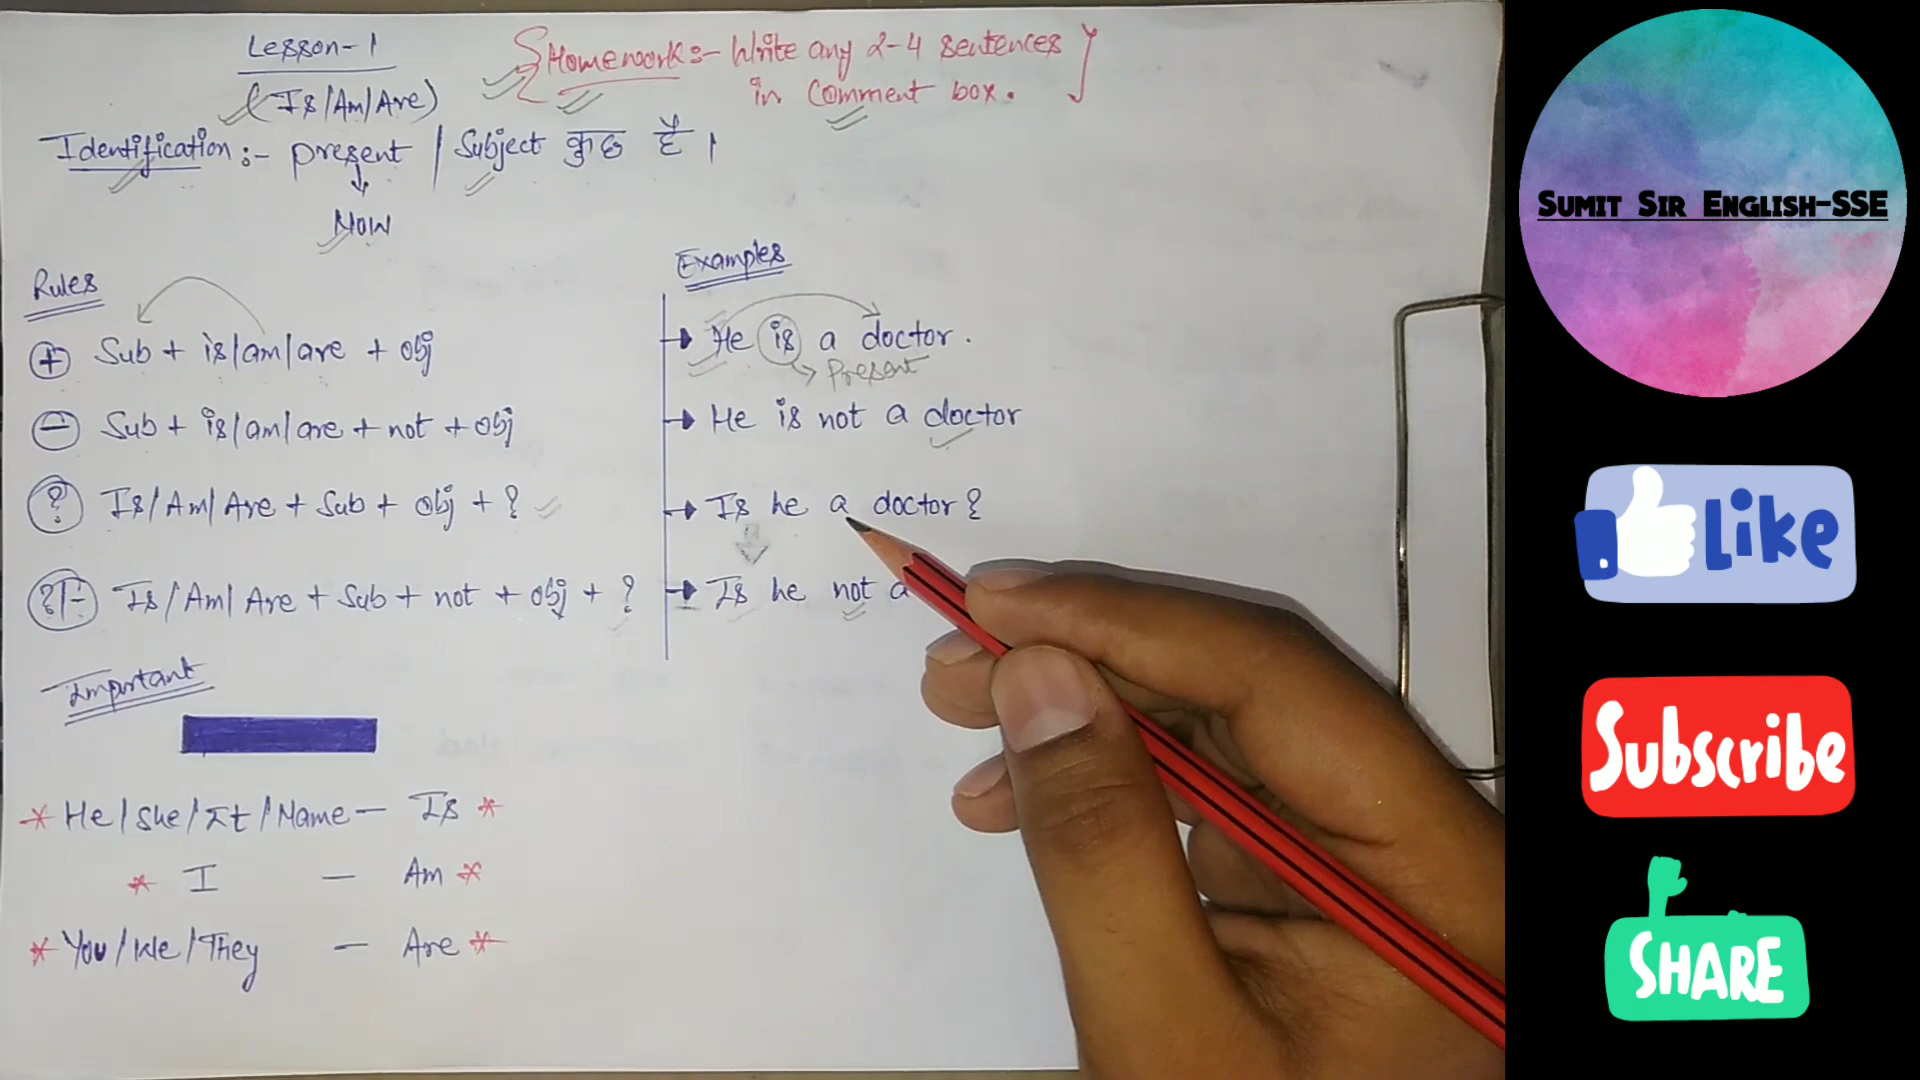 Lesson-1
(Is/Am/Are)
{Homework:- Write any 2-4 sentences
in Comment box.}
Identification:- present / Subject कुछ है।
Now
Rules
+ Sub + is/am/are + obj
- Sub + is/am/are + not + obj
? Is/Am/Are + Sub + obj + ?
?/- Is/Am/Are + Sub + not + obj + ?
Examples
He is a doctor.
Present
He is not a doctor
Is he a doctor?
Is he not a
Important
* He/She/It/Name — Is *
* I — Am *
* You/We/They — Are *
SUMIT SIR ENGLISH-SSE
Like
Subscribe
SHARE